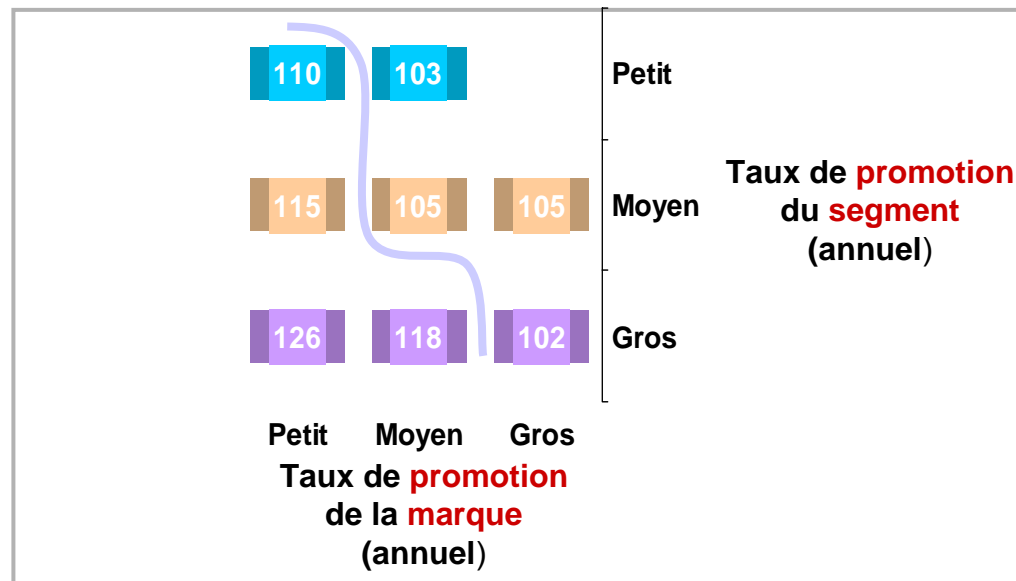 110 103 Petit
115 105 105 Moyen
126 118 102 Gros
Taux de promotion
du segment
(annuel)
Petit Moyen Gros
Taux de promotion
de la marque
(annuel)